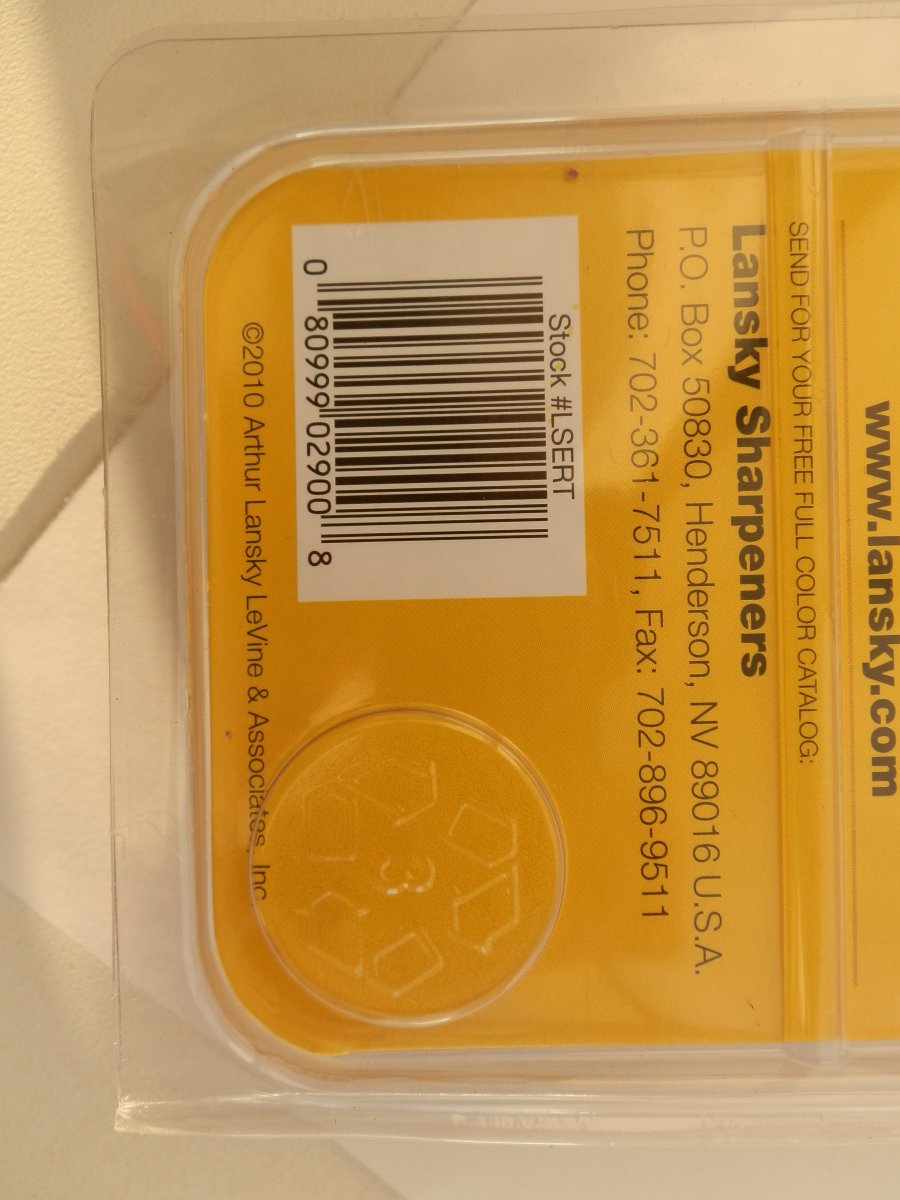 www.lansky.com
SEND FOR YOUR FREE FULL COLOR CATALOG:
Lansky Sharpeners
P.O. Box 50830, Henderson, NV 89016 U.S.A.
Phone: 702-361-7511, Fax: 702-896-9511
Stock #LSERT
0 80999 02900 8
©2010 Arthur Lansky LeVine & Associates, Inc.
3